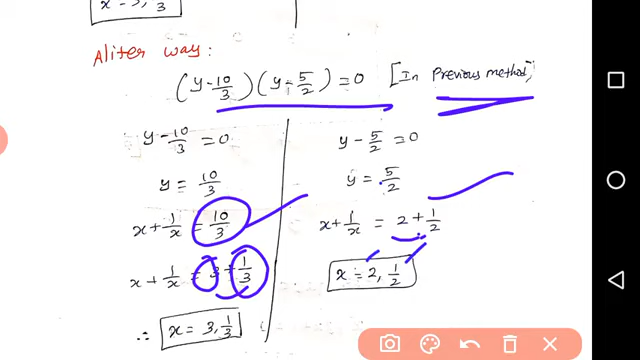 x = 3, 1/3
Aliter way:
(y - 10/3)(y - 5/2) = 0 [In Previous method]
y - 10/3 = 0
y = 10/3
x + 1/x = 10/3
x + 1/x = 3 + 1/3
∴ x = 3, 1/3
y - 5/2 = 0
y = 5/2
x + 1/x = 2 + 1/2
x = 2, 1/2